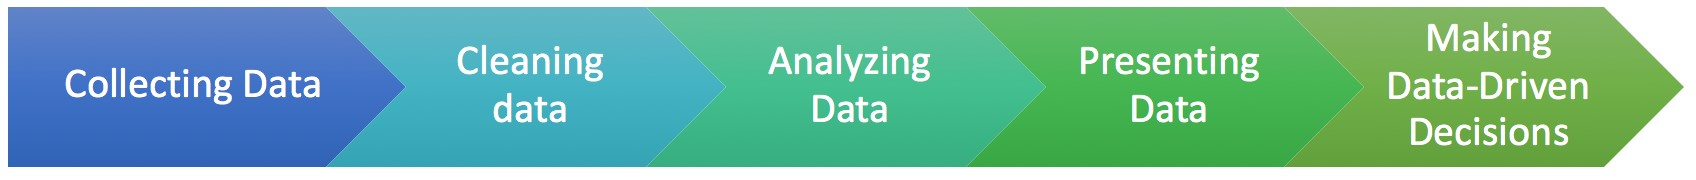 Collecting Data
Cleaning
data
Analyzing
Data
Presenting
Data
Making
Data-Driven
Decisions